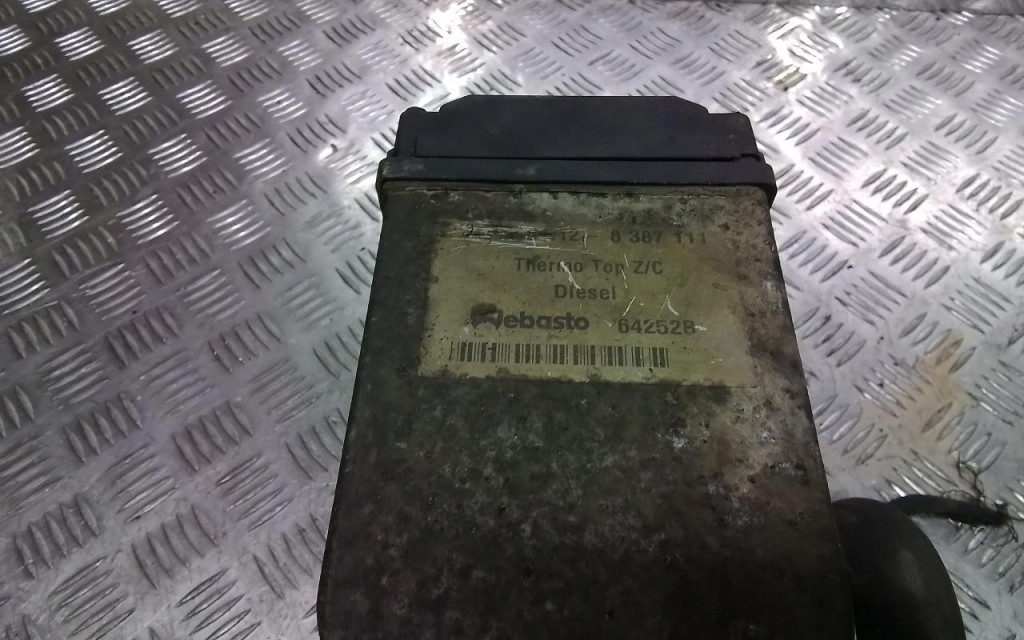 8 387 111
Thermo Top Z/C
Diesel
Webasto 64252B